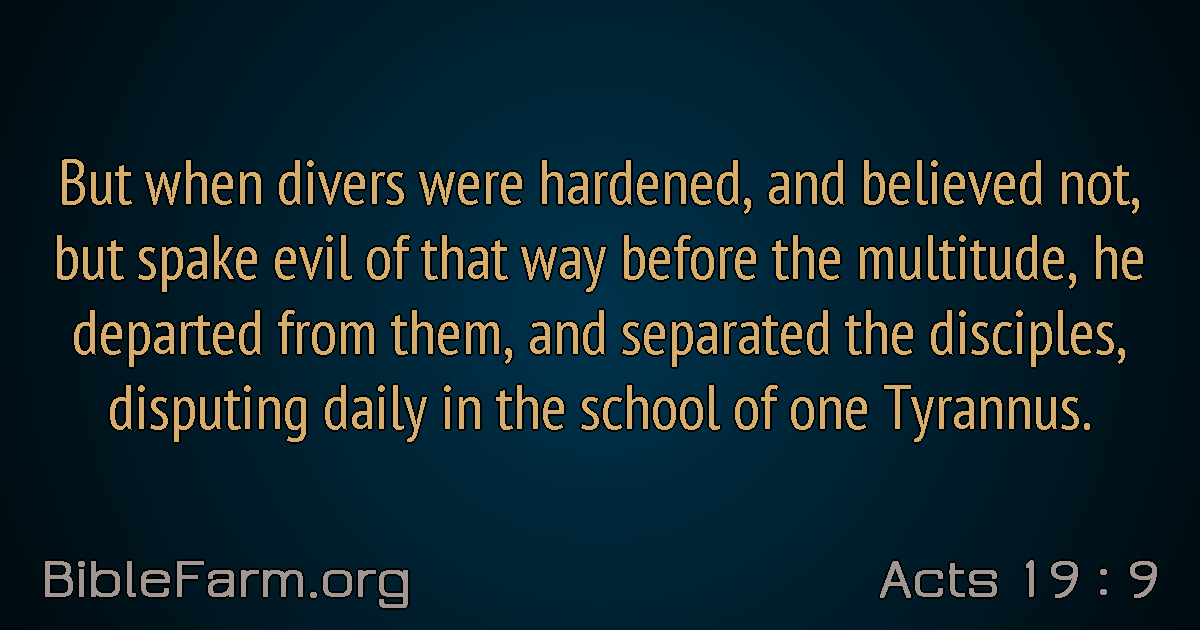 But when divers were hardened, and believed not,
but spake evil of that way before the multitude, he
departed from them, and separated the disciples,
disputing daily in the school of one Tyrannus.
BibleFarm.org
Acts 19 : 9